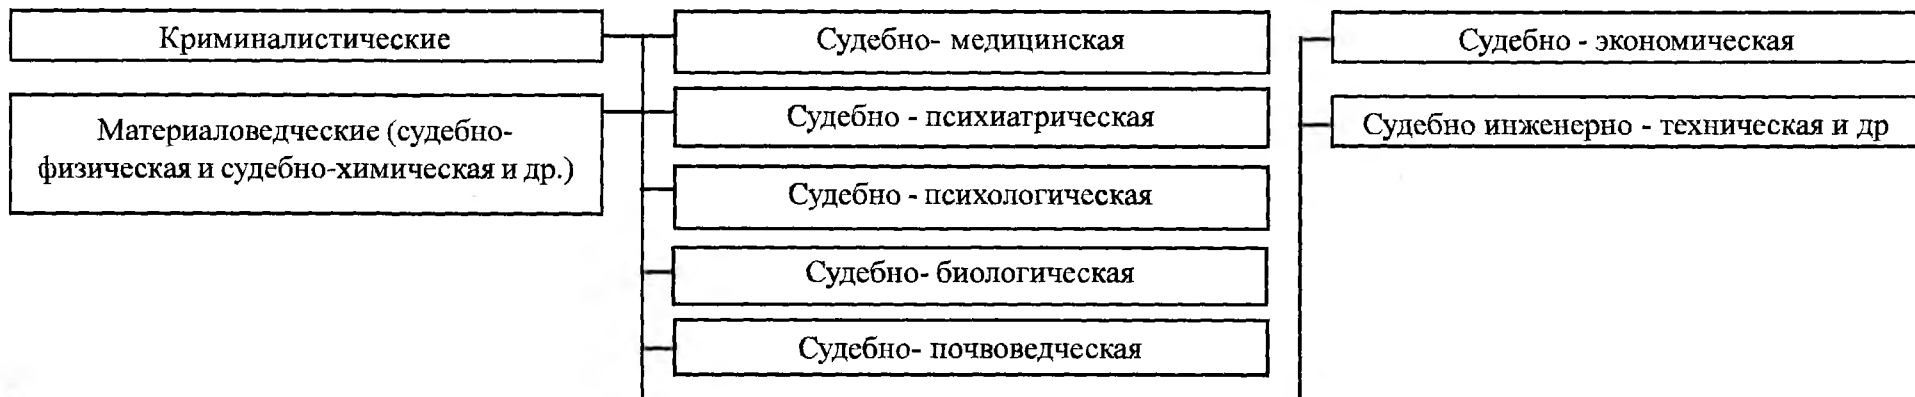 Криминалистические
Материаловедческие (судебно-
физическая и судебно-химическая и др.)
Судебно- медицинская
Судебно - психиатрическая
Судебно - психологическая
Судебно- биологическая
Судебно- почвоведческая
Судебно - экономическая
Судебно инженерно - техническая и др